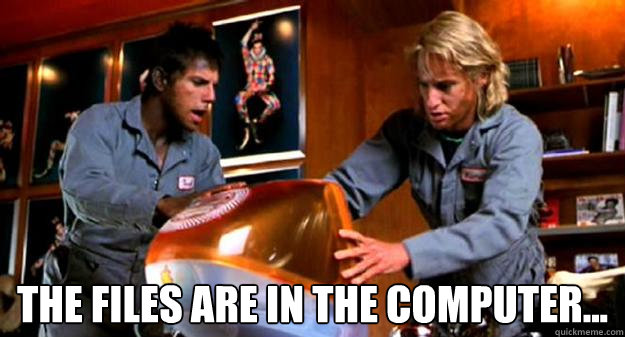 THE FILES ARE IN THE COMPUTER...
quickmeme.com